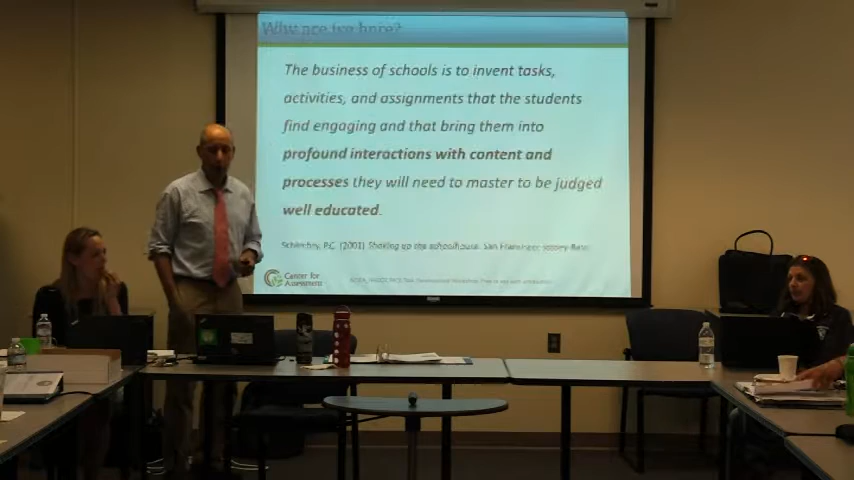 Why are we here?
The business of schools is to invent tasks,
activities, and assignments that the students
find engaging and that bring them into
profound interactions with content and
processes they will need to master to be judged
well educated.
(2001) Shaking up the schoolhouse. San Francisco: Jossey-Bass.
Center for
Assessment